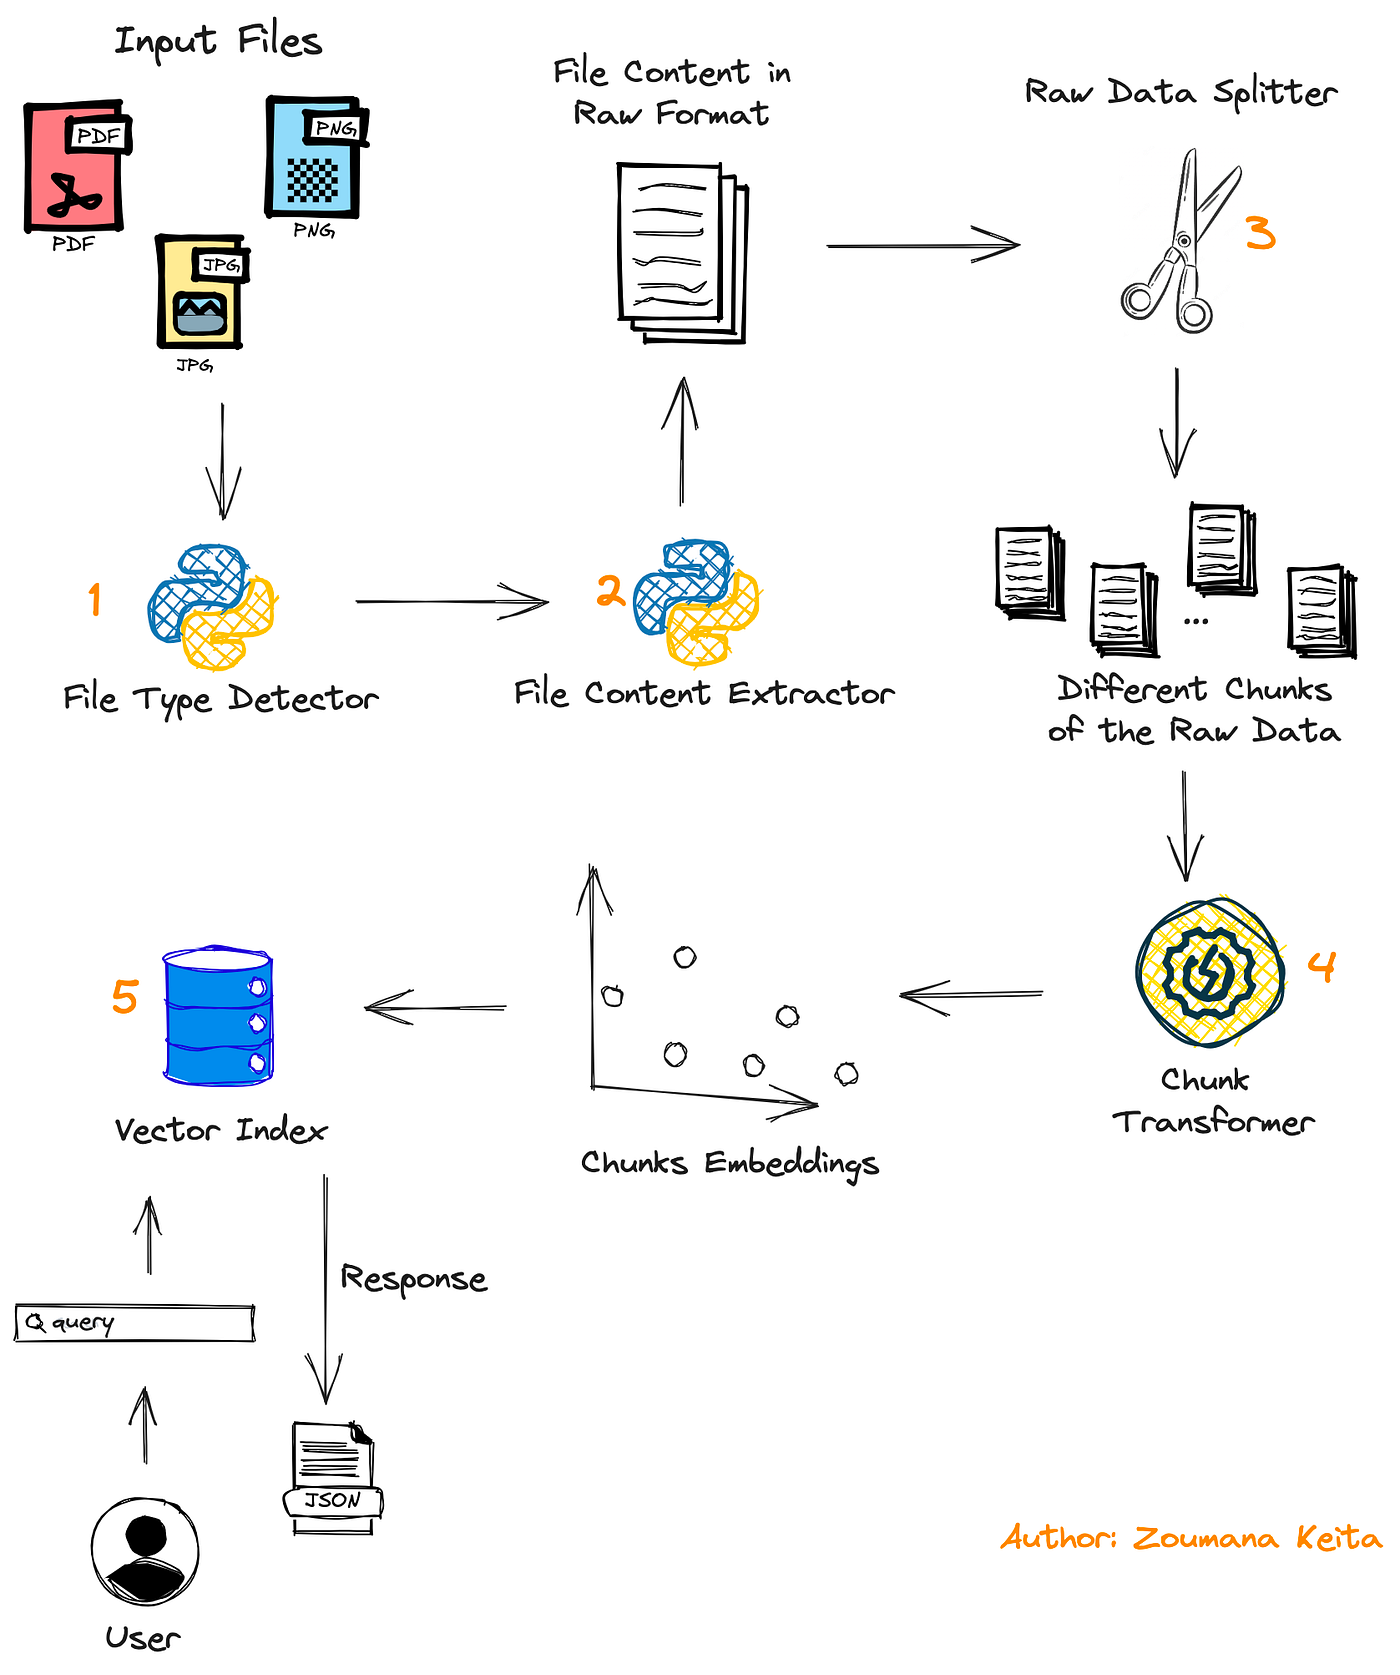 Input Files
PDF
PDF
PNG
PNG
JPG
JPG
File Content in
Raw Format
Raw Data Splitter
3
1
File Type Detector
2
File Content Extractor
...
Different Chunks
of the Raw Data
4
Chunk
Transformer
Chunks Embeddings
5
Vector Index
Response
Q query
JSON
User
Author: Zoumana Keita